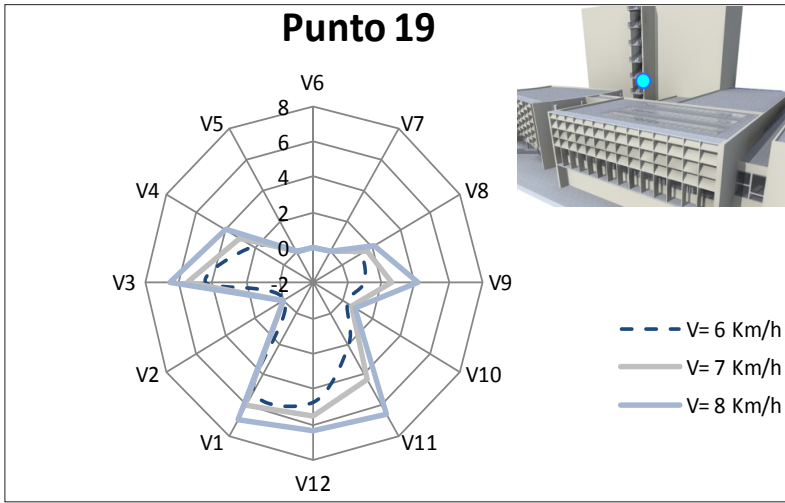 Punto 19
V6
8
V5
V7
6
4
V4
V8
2
0
V3
-2
V9
V2
V10
V1
V11
V12
V= 6 Km/h
V= 7 Km/h
V= 8 Km/h